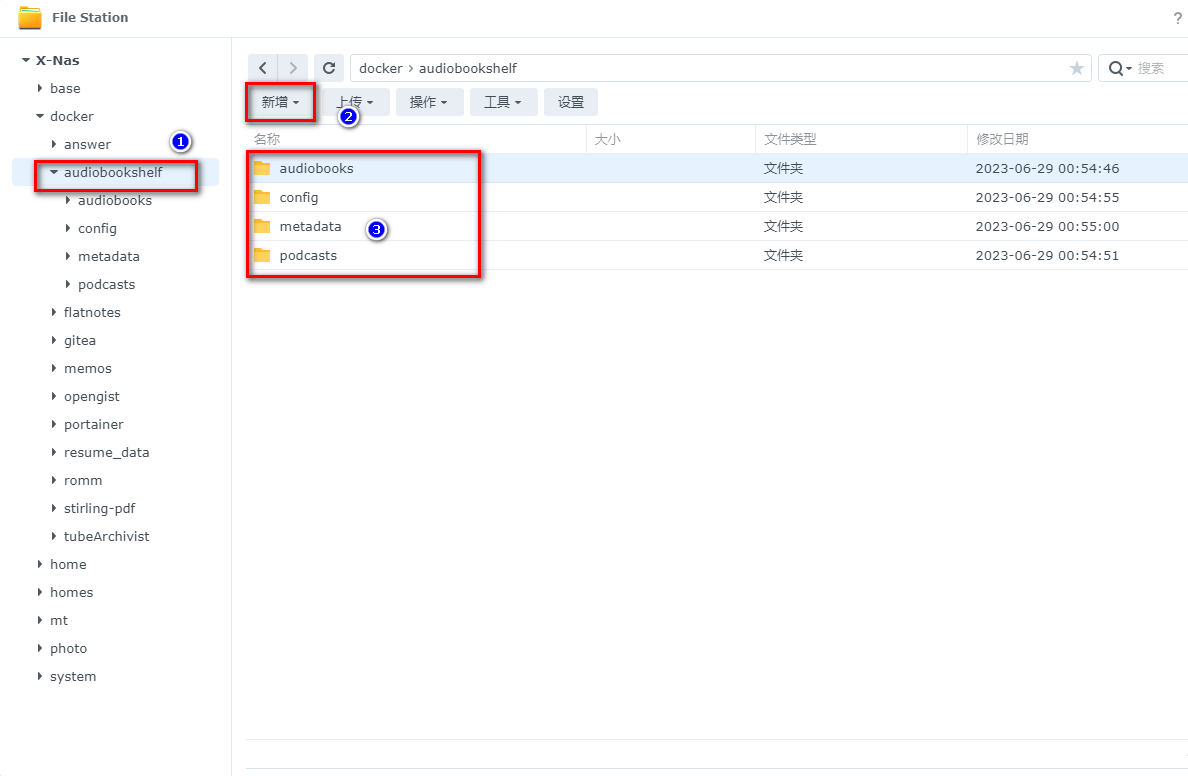 File Station
?
X-Nas
base
docker
answer
1
audiobookshelf
audiobooks
config
metadata
podcasts
flatnotes
gitea
memos
opengist
portainer
resume_data
romm
stirling-pdf
tubeArchivist
home
homes
mt
photo
system
docker › audiobookshelf
搜索
新增 上传 操作 工具 设置
2
名称 大小 文件类型 修改日期
audiobooks 文件夹 2023-06-29 00:54:46
config 文件夹 2023-06-29 00:54:55
metadata 3 文件夹 2023-06-29 00:55:00
podcasts 文件夹 2023-06-29 00:54:51